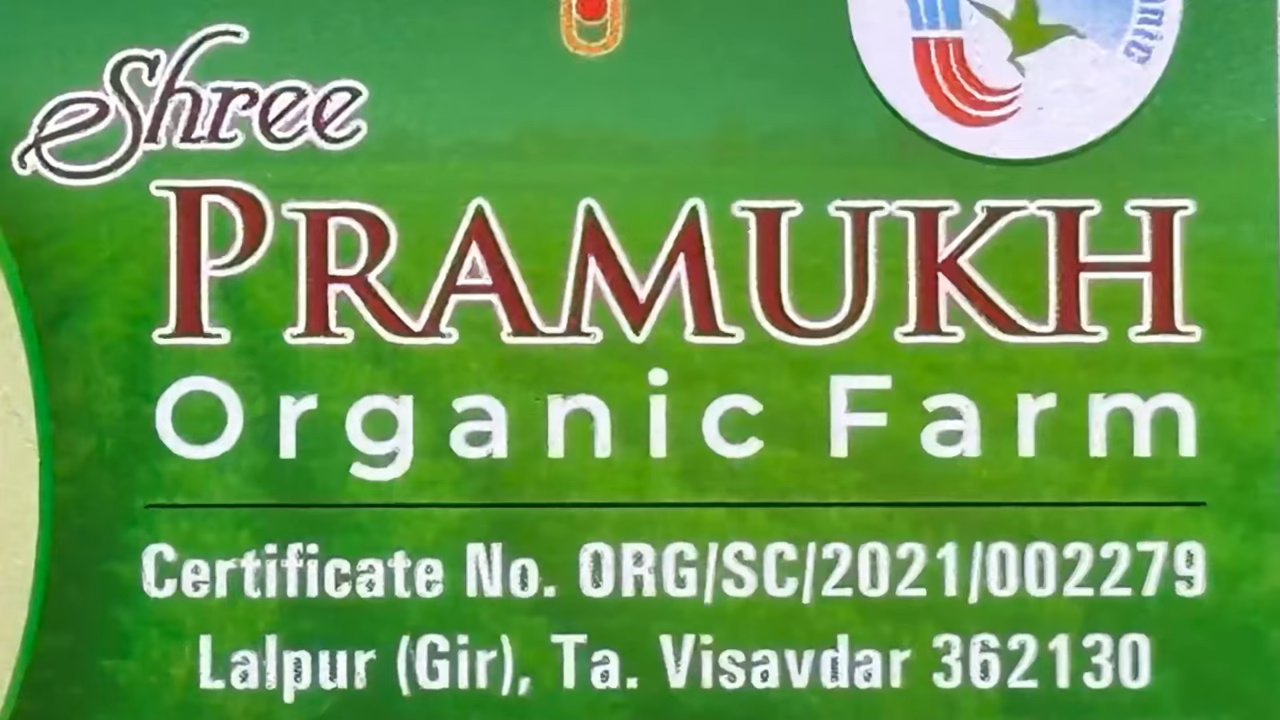 Shree
PRAMUKH
Organic Farm
Certificate No. ORG/SC/2021/002279
Lalpur (Gir), Ta. Visavdar 362130